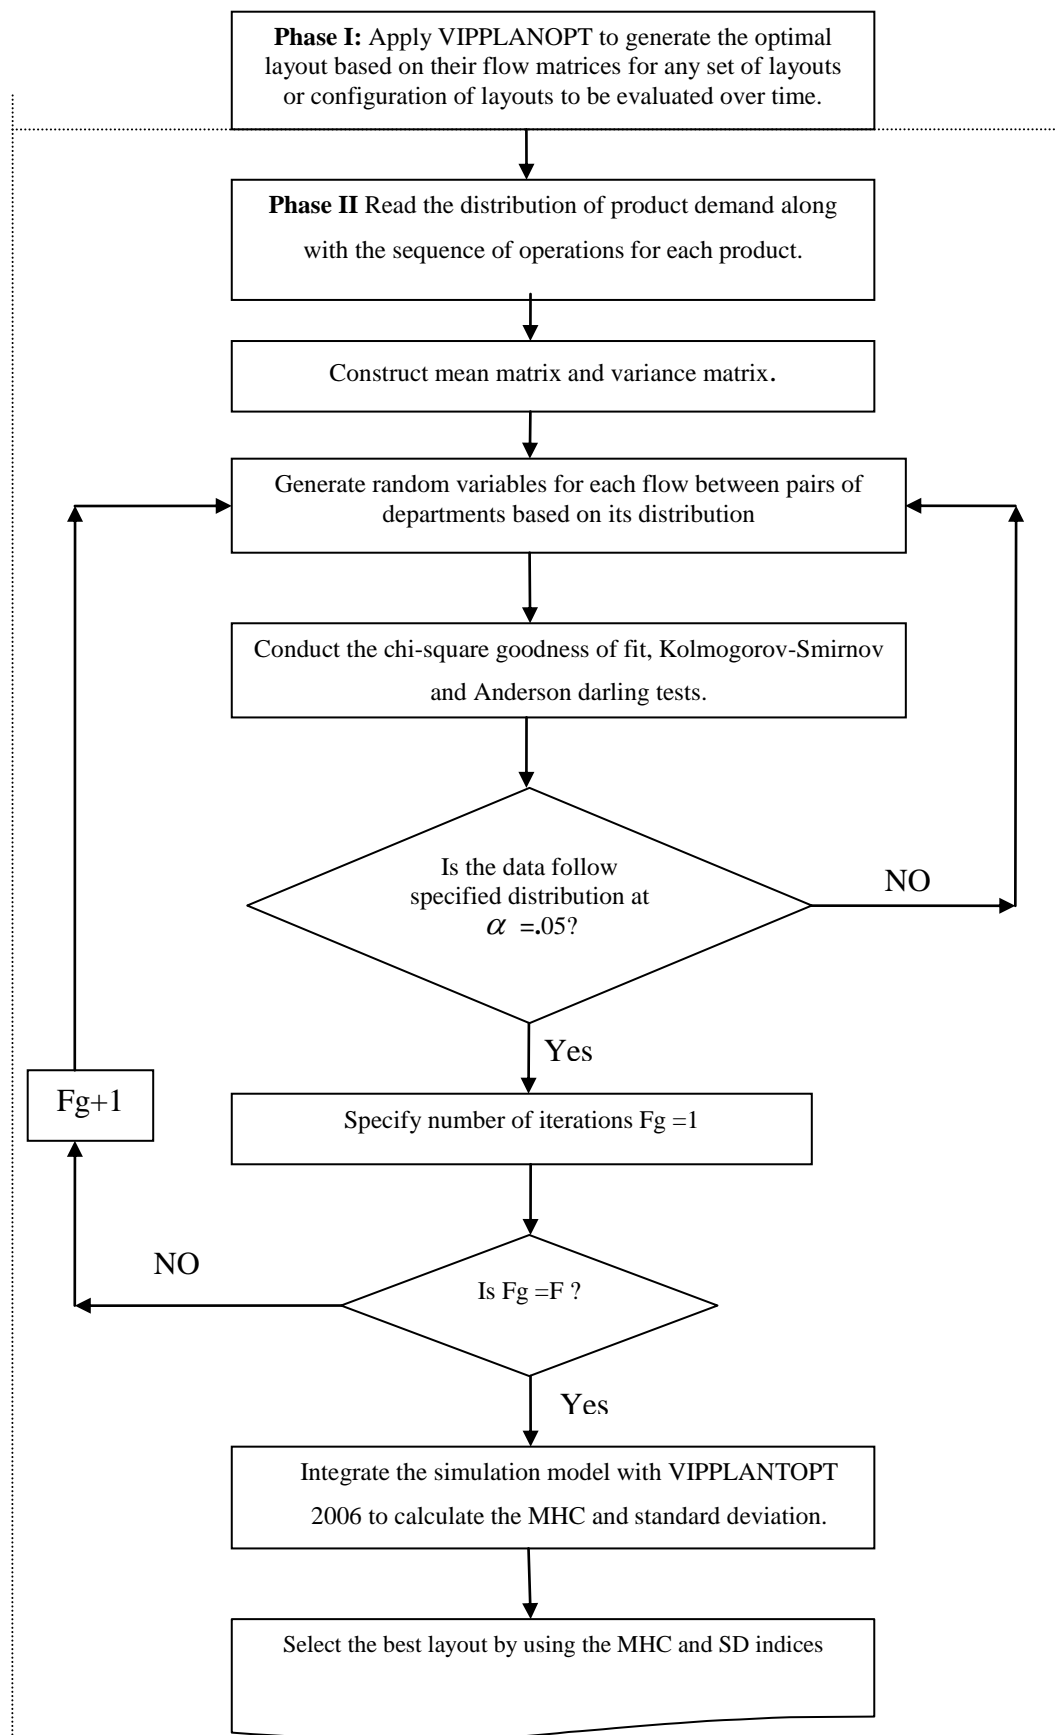 Phase I: Apply VIPPLANOPT to generate the optimal
layout based on their flow matrices for any set of layouts
or configuration of layouts to be evaluated over time.
Phase II Read the distribution of product demand along
with the sequence of operations for each product.
Construct mean matrix and variance matrix.
Generate random variables for each flow between pairs of
departments based on its distribution
Conduct the chi-square goodness of fit, Kolmogorov-Smirnov
and Anderson darling tests.
Is the data follow
specified distribution at
α =.05?
NO
Yes
Fg+1
Specify number of iterations Fg =1
NO
Is Fg =F ?
Yes
Integrate the simulation model with VIPPLANTOPT
2006 to calculate the MHC and standard deviation.
Select the best layout by using the MHC and SD indices